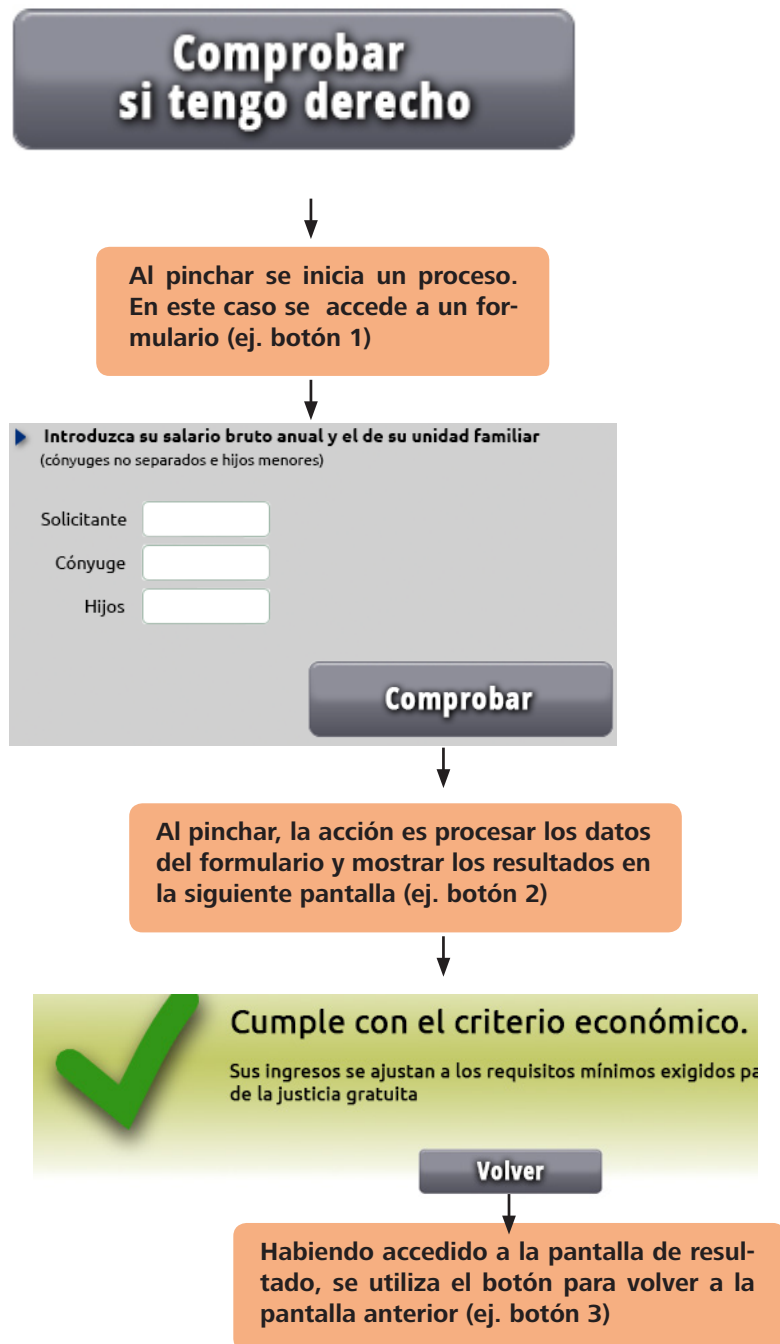 Comprobar
si tengo derecho
Al pinchar se inicia un proceso.
En este caso se accede a un for-
mulario (ej. botón 1)
Introduzca su salario bruto anual y el de su unidad familiar
(cónyuges no separados e hijos menores)
Solicitante
Cónyuge
Hijos
Comprobar
Al pinchar, la acción es procesar los datos
del formulario y mostrar los resultados en
la siguiente pantalla (ej. botón 2)
Cumple con el criterio económico.
Sus ingresos se ajustan a los requisitos mínimos exigidos pa
de la justicia gratuita
Volver
Habiendo accedido a la pantalla de resul-
tado, se utiliza el botón para volver a la
pantalla anterior (ej. botón 3)